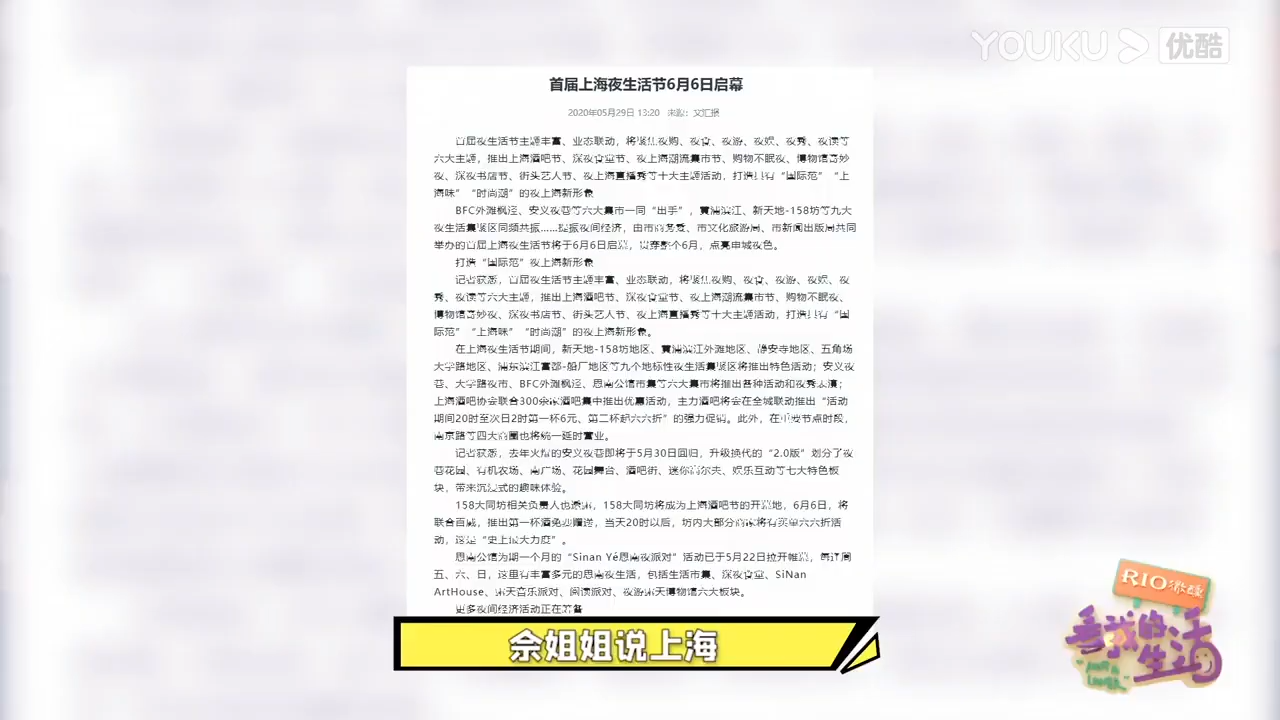 YOUKU 优酷
首届上海夜生活节6月6日启幕
2020年05月29日 13:20 来源：文汇报
首届夜生活节主题丰富、业态联动，将聚焦夜购、夜食、夜游、夜娱、夜秀、夜读等
六大主题，推出上海酒吧节、深夜食堂节、夜上海潮流集市节、购物不眠夜、博物馆奇妙
夜、深夜书店节、街头艺人节、夜上海直播秀等十大主题活动，打造具有“国际范”“上
海味”“时尚潮”的夜上海新形象
BFC外滩枫泾、安义夜巷等六大集市一同“出手”，黄浦滨江、新天地-158坊等九大
夜生活集聚区同频共振……提振夜间经济，由市商务委、市文化旅游局、市新闻出版局共同
举办的首届上海夜生活节将于6月6日启幕，贯穿整个6月，点亮申城夜色。
打造“国际范”夜上海新形象
记者获悉，首届夜生活节主题丰富、业态联动，将聚焦夜购、夜食、夜游、夜娱、夜
秀、夜读等六大主题，推出上海酒吧节、深夜食堂节、夜上海潮流集市节、购物不眠夜、
博物馆奇妙夜、深夜书店节、街头艺人节、夜上海直播秀等十大主题活动，打造具有“国
际范”“上海味”“时尚潮”的夜上海新形象。
在上海夜生活节期间，新天地-158坊地区、黄浦滨江外滩地区、静安寺地区、五角场
大学路地区、浦东滨江富都-船厂地区等九个地标性夜生活集聚区将推出特色活动；安义夜
巷、大学路夜市、BFC外滩枫泾、思南公馆市集等六大集市将推出各种活动和夜秀表演；
上海酒吧协会联合300余家酒吧集中推出优惠活动，主力酒吧将会在全城联动推出“活动
期间20时至次日2时第一杯6元、第二杯起六六折”的强力促销。此外，在重要节点时段，
南京路等四大商圈也将统一延时营业。
记者获悉，去年火爆的安义夜巷即将于5月30日回归，升级换代的“2.0版”划分了夜
巷花园、有机农场、南广场、花园舞台、酒吧街、迷你高尔夫、娱乐互动等七大特色板
块，带来沉浸式的趣味体验。
158大同坊相关负责人也透露，158大同坊将成为上海酒吧节的开幕地，6月6日，将
联合百威，推出第一杯酒免费赠送，当天20时以后，坊内大部分商家将有买单六六折活
动，这是“史上最大力度”。
思南公馆为期一个月的“Sinan Yé思南夜派对”活动已于5月22日拉开帷幕，每逢周
五、六、日，这里有丰富多元的思南夜生活，包括生活市集、深夜食堂、SiNan
ArtHouse、露天音乐派对、阅读派对、夜游露天博物馆六大板块。
更多夜间经济活动正在筹备
佘姐姐说上海
RIO微醺